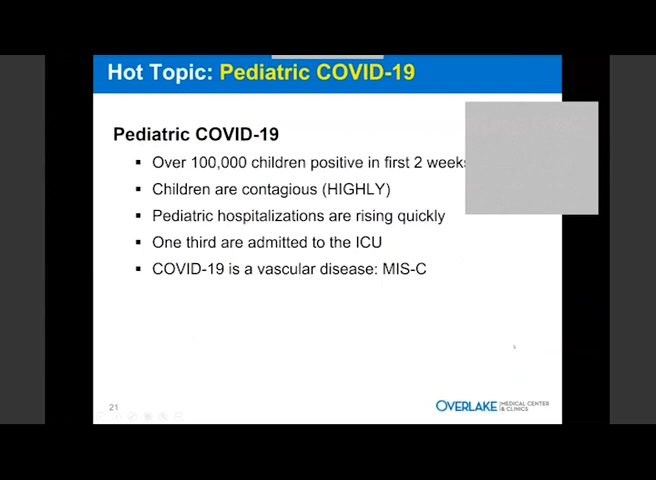 Hot Topic: Pediatric COVID-19
Pediatric COVID-19
▪ Over 100,000 children positive in first 2 weeks
▪ Children are contagious (HIGHLY)
▪ Pediatric hospitalizations are rising quickly
▪ One third are admitted to the ICU
▪ COVID-19 is a vascular disease: MIS-C
21
OVERLAKE MEDICAL CENTER
& CLINICS